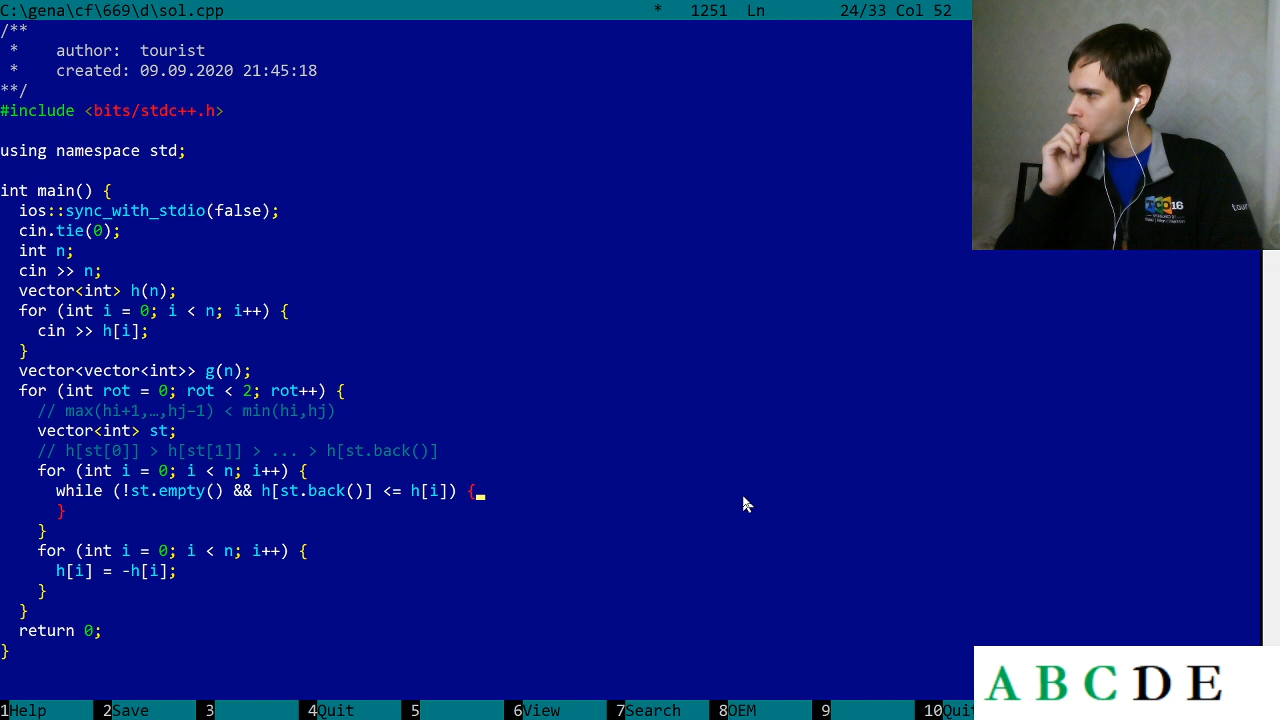 C:\gena\cf\669\d\sol.cpp * 1251 Ln 24/33 Col 52
/**
 *    author:  tourist
 *    created: 09.09.2020 21:45:18
**/
#include <bits/stdc++.h>

using namespace std;

int main() {
  ios::sync_with_stdio(false);
  cin.tie(0);
  int n;
  cin >> n;
  vector<int> h(n);
  for (int i = 0; i < n; i++) {
    cin >> h[i];
  }
  vector<vector<int>> g(n);
  for (int rot = 0; rot < 2; rot++) {
    // max(hi+1,…,hj−1) < min(hi,hj)
    vector<int> st;
    // h[st[0]] > h[st[1]] > ... > h[st.back()]
    for (int i = 0; i < n; i++) {
      while (!st.empty() && h[st.back()] <= h[i]) {
      }
    }
    for (int i = 0; i < n; i++) {
      h[i] = -h[i];
    }
  }
  return 0;
}
TCO 16
A B C D E
1Help 2Save 3 4Quit 5 6View 7Search 8OEM 9 10Quit